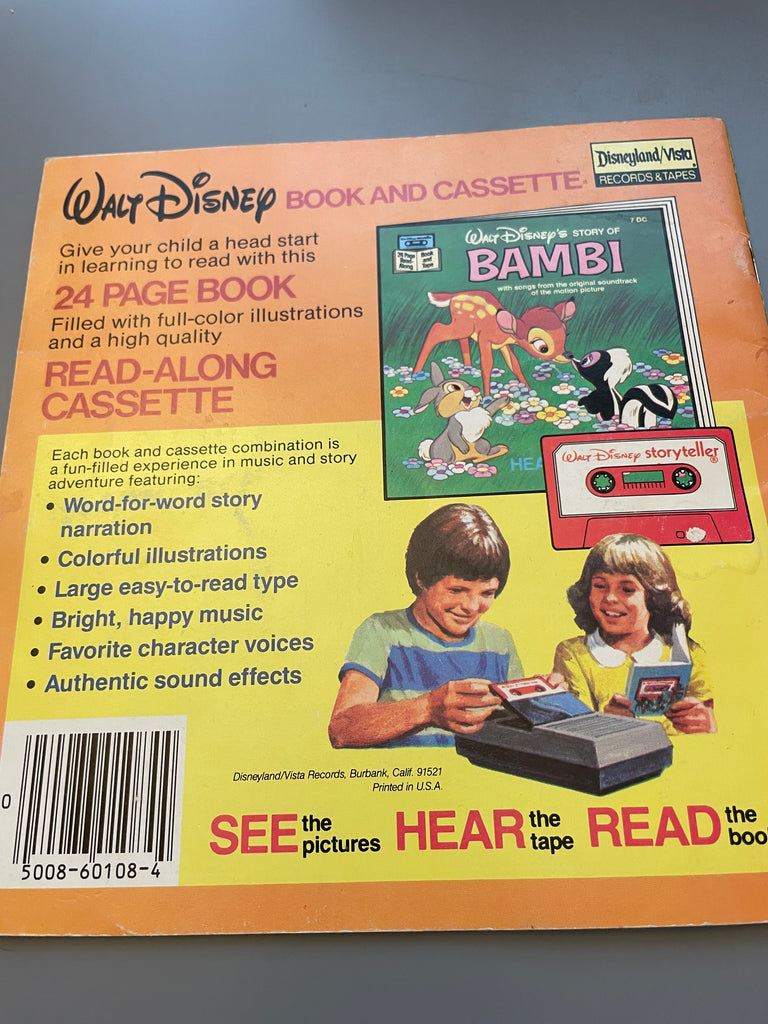 WALT DISNEY BOOK AND CASSETTE
Disneyland/Vista
RECORDS & TAPES
Give your child a head start
in learning to read with this
24 PAGE BOOK
Filled with full-color illustrations
and a high quality
READ-ALONG
CASSETTE
7 DC
24 Page
Read
Along
Book
and
Tape
WALT DISNEY'S STORY OF
BAMBI
with songs from the original soundtrack
of the motion picture
HEA
WALT DISNEY storyteller®
Each book and cassette combination is
a fun-filled experience in music and story
adventure featuring:
• Word-for-word story
narration
• Colorful illustrations
• Large easy-to-read type
• Bright, happy music
• Favorite character voices
• Authentic sound effects
Disneyland/Vista Records, Burbank, Calif. 91521
Printed in U.S.A.
0
5008-60108-4
SEE the pictures HEAR the tape READ the boo